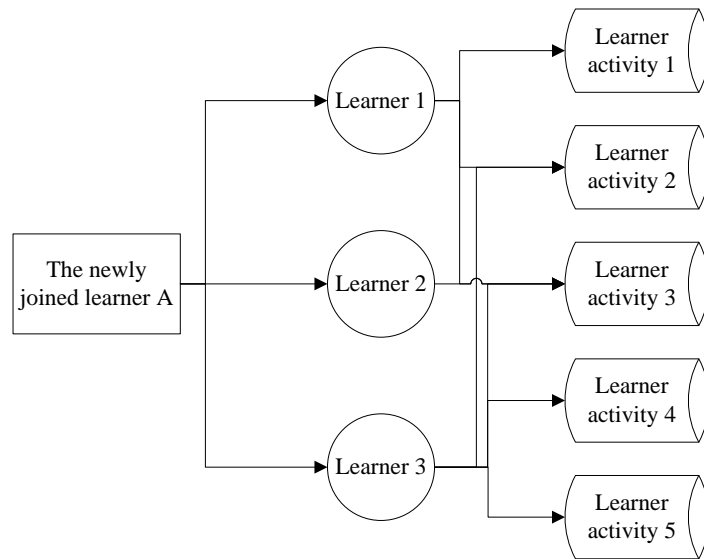 The newly
joined learner A
Learner 1
Learner 2
Learner 3
Learner
activity 1
Learner
activity 2
Learner
activity 3
Learner
activity 4
Learner
activity 5